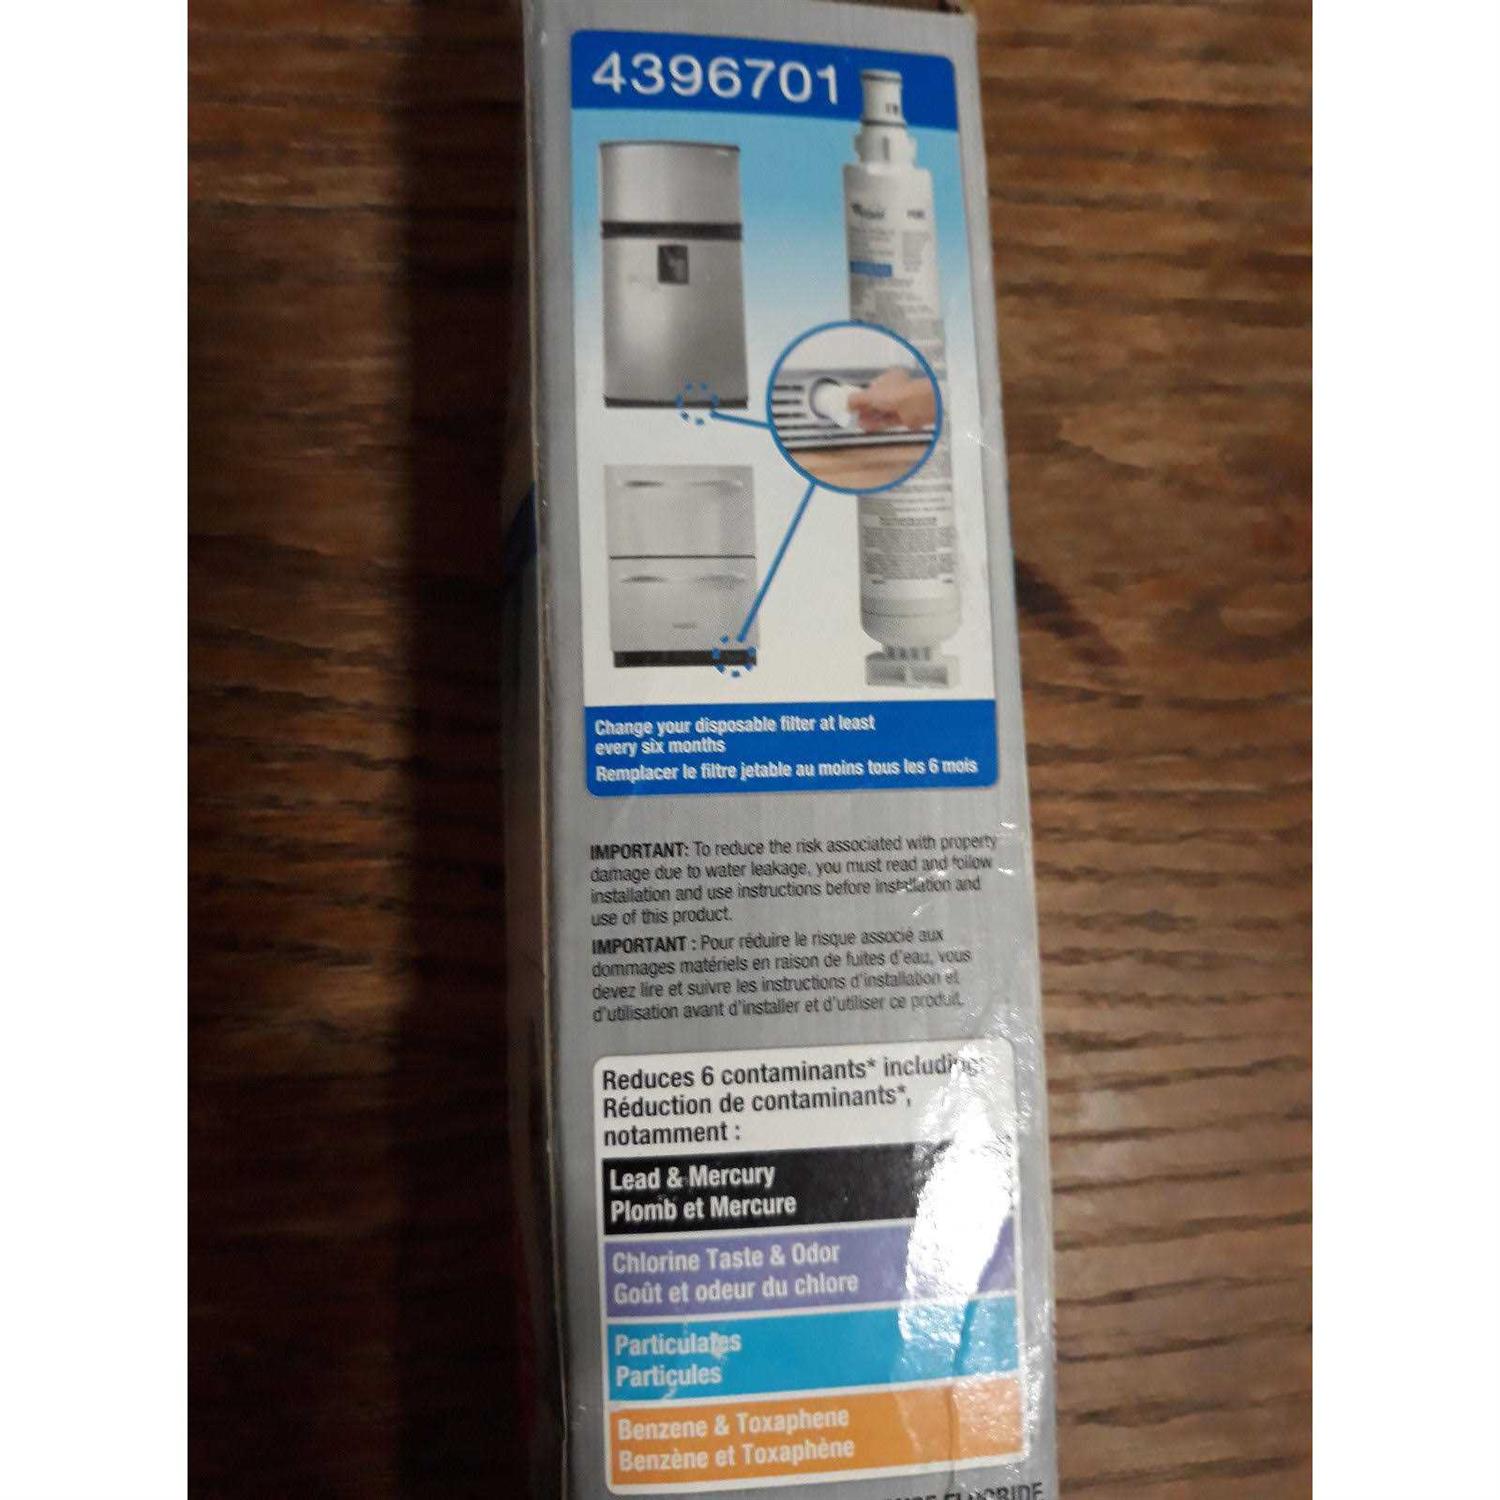 4396701
Change your disposable filter at least
every six months
Remplacer le filtre jetable au moins tous les 6 mois
IMPORTANT: To reduce the risk associated with property
damage due to water leakage, you must read and follow
installation and use instructions before installation and
use of this product.
IMPORTANT : Pour réduire le risque associé aux
dommages matériels en raison de fuites d'eau, vous
devez lire et suivre les instructions d'installation et
d'utilisation avant d'installer et d'utiliser ce produit.
Reduces 6 contaminants* including:
Réduction de contaminants*,
notamment :
Lead & Mercury
Plomb et Mercure
Chlorine Taste & Odor
Goût et odeur du chlore
Particulates
Particules
Benzene & Toxaphene
Benzène et Toxaphène
FLUORIDE